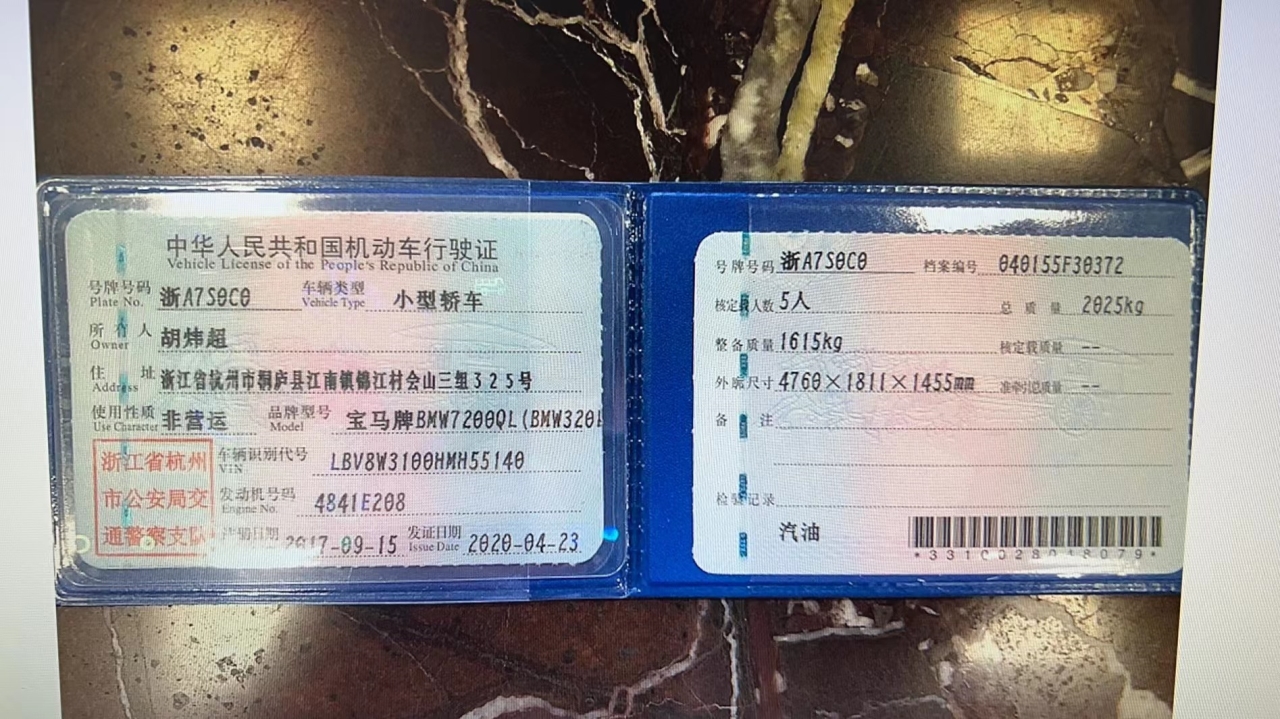 中华人民共和国机动车行驶证
Vehicle License of the People's Republic of China
号牌号码 Plate No. 浙A7S0C0 车辆类型 Vehicle Type 小型轿车
所有人 Owner 胡炜超
住址 Address 浙江省杭州市桐庐县江南镇锦江村会山三组325号
使用性质 Use Character 非营运 品牌型号 Model 宝马牌BMW7200QL(BMW320
浙江省杭州
市公安局交
通警察支队
车辆识别代号 VIN LBV8W3100HMH55140
发动机号码 Engine No. 4841E208
注册日期 2017-09-15 发证日期 Issue Date 2020-04-23
号牌号码 浙A7S0C0 档案编号 040155F30372
核定载人数 5人 总质量 2025kg
整备质量 1615kg 核定载质量 --
外廓尺寸 4760×1811×1455mm 准牵引总质量 --
备注
检验记录
汽油